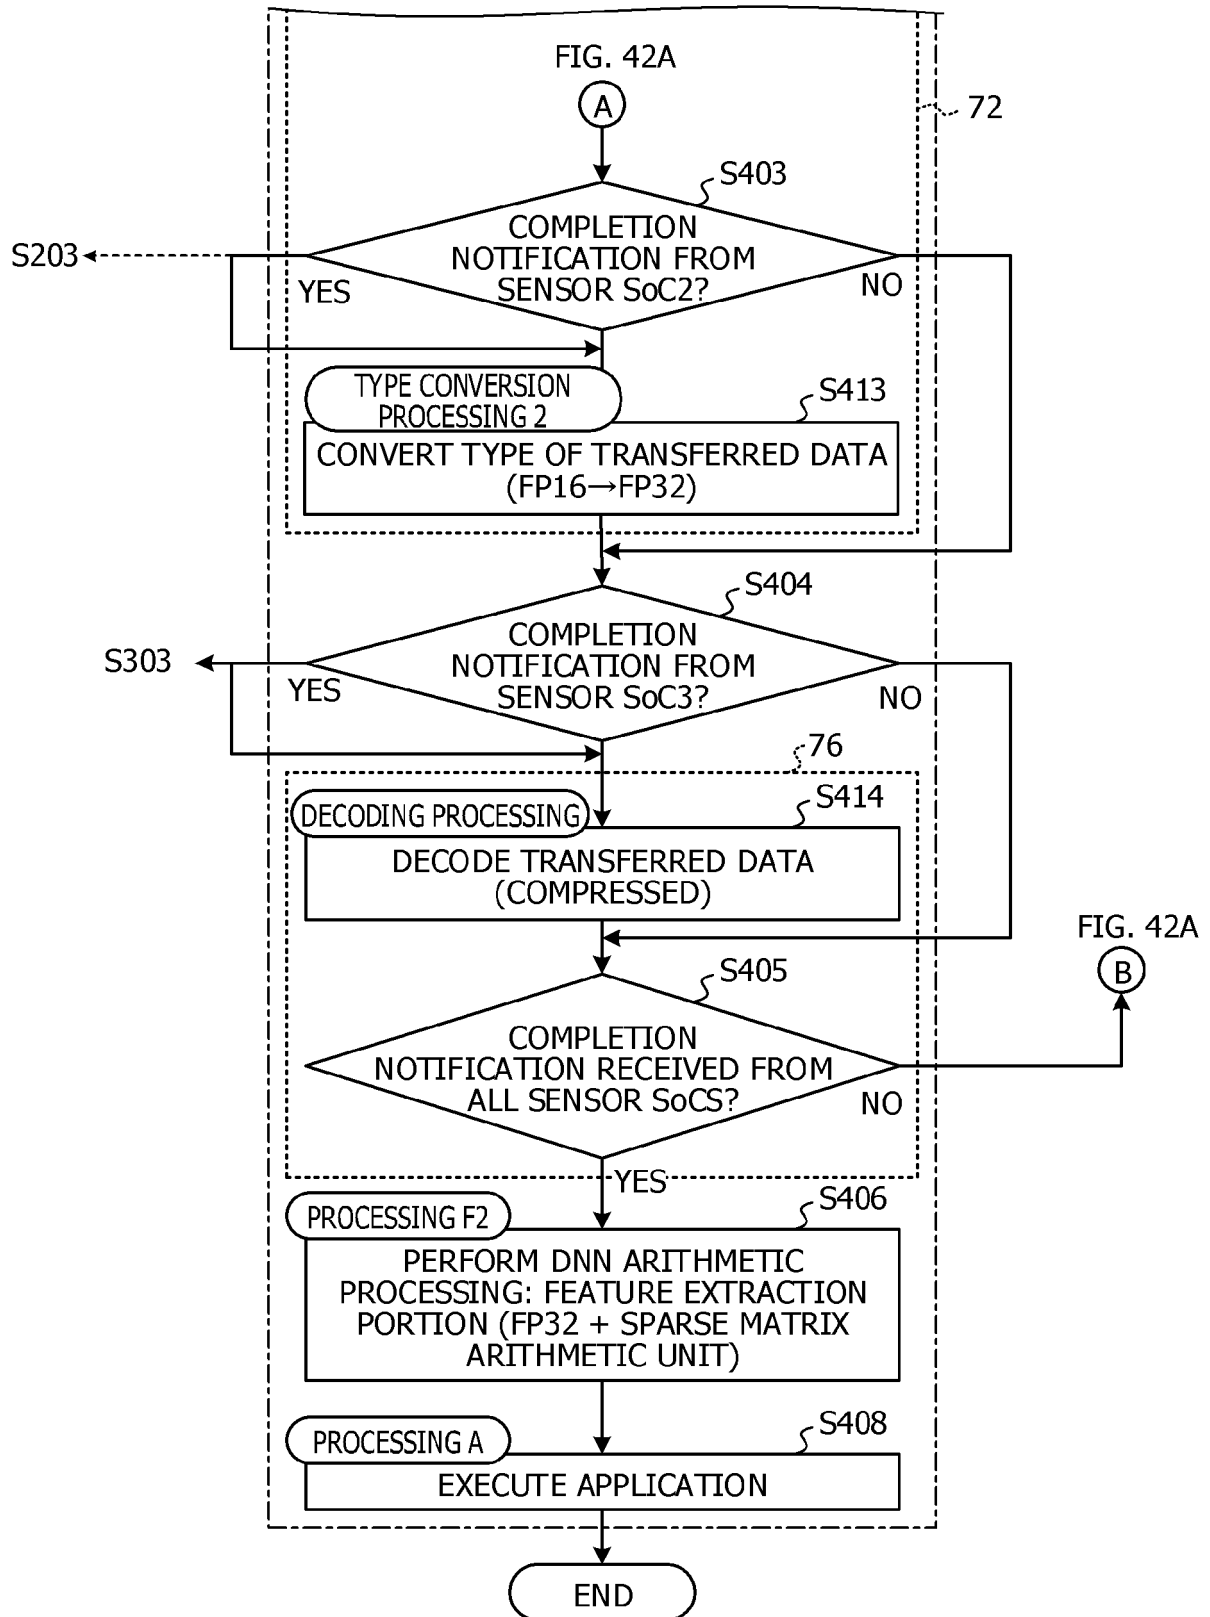 FIG. 42A
A
72
S403
COMPLETION
NOTIFICATION FROM
SENSOR SoC2?
S203
YES
NO
TYPE CONVERSION
PROCESSING 2
S413
CONVERT TYPE OF TRANSFERRED DATA
(FP16→FP32)
S404
COMPLETION
NOTIFICATION FROM
SENSOR SoC3?
S303
YES
NO
76
DECODING PROCESSING
S414
DECODE TRANSFERRED DATA
(COMPRESSED)
FIG. 42A
B
S405
COMPLETION
NOTIFICATION RECEIVED FROM
ALL SENSOR SoCS?
NO
YES
PROCESSING F2
S406
PERFORM DNN ARITHMETIC
PROCESSING: FEATURE EXTRACTION
PORTION (FP32 + SPARSE MATRIX
ARITHMETIC UNIT)
PROCESSING A
S408
EXECUTE APPLICATION
END